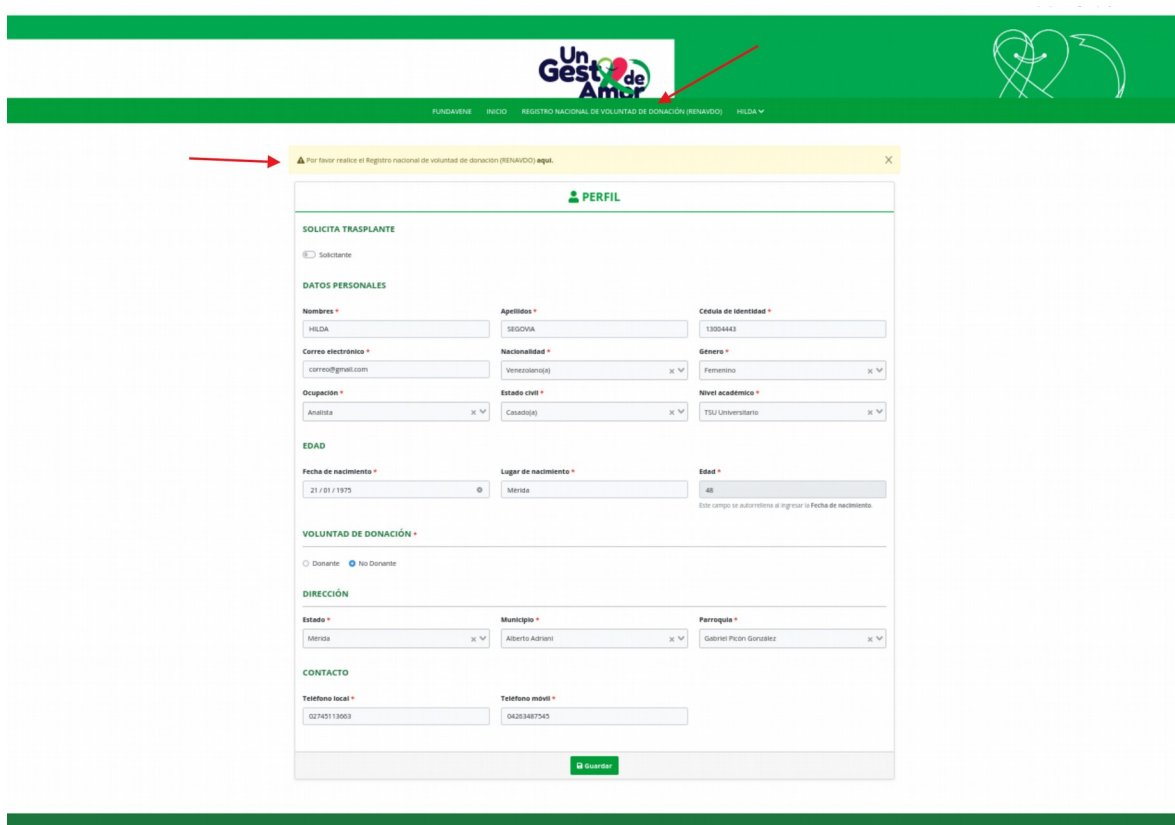 Un
Gesto de
Amor
FUNDAVENE INICIO REGISTRO NACIONAL DE VOLUNTAD DE DONACIÓN (RENAVDO) HILDA
Por favor realice el Registro nacional de voluntad de donación (RENAVDO) aquí. X
PERFIL
SOLICITA TRASPLANTE
Solicitante
DATOS PERSONALES
Nombres * Apellidos * Cédula de identidad *
HILDA SEGOVIA 13004443
Correo electrónico * Nacionalidad * Género *
correo@gmail.com Venezolano(a) Femenino
Ocupación * Estado civil * Nivel académico *
Analista Casado(a) TSU Universitario
EDAD
Fecha de nacimiento * Lugar de nacimiento * Edad *
21 / 01 / 1975 Mérida 48
Este campo se autorrellena al ingresar la Fecha de nacimiento.
VOLUNTAD DE DONACIÓN *
Donante No Donante
DIRECCIÓN
Estado * Municipio * Parroquia *
Mérida Alberto Adriani Gabriel Picón González
CONTACTO
Teléfono local * Teléfono móvil *
02745113663 04263487545
Guardar